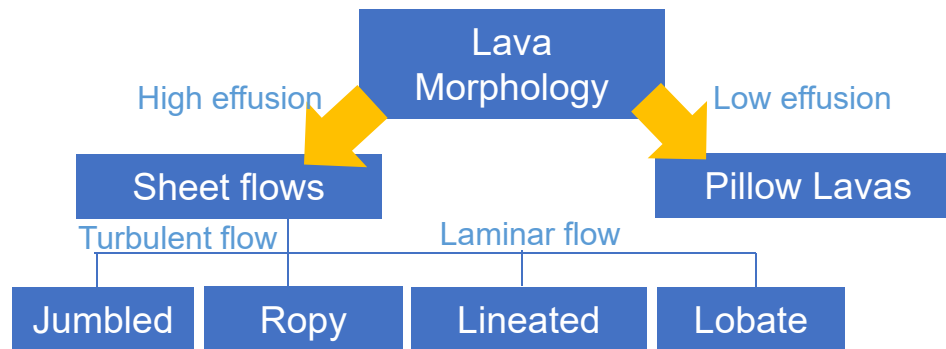 Lava
Morphology
High effusion
Low effusion
Sheet flows
Pillow Lavas
Turbulent flow
Laminar flow
Jumbled
Ropy
Lineated
Lobate